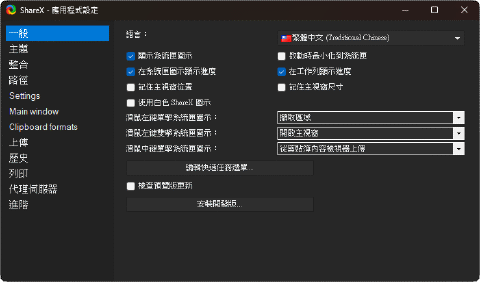 ShareX - 應用程式設定
一般
主題
整合
路徑
Settings
Main window
Clipboard formats
上傳
歷史
列印
代理伺服器
進階
語言：
繁體中文 (Traditional Chinese)
顯示系統匣圖示
啟動時最小化到系統匣
在系統匣圖示顯示進度
在工作列顯示進度
記住主視窗位置
記住主視窗尺寸
使用白色 ShareX 圖示
滑鼠左鍵單擊系統匣圖示：
擷取區域
滑鼠左鍵雙擊系統匣圖示：
開啟主視窗
滑鼠中鍵單擊系統匣圖示：
從剪貼簿內容檢視器上傳
編輯快速任務選單...
檢查預覽版更新
安裝開發版...